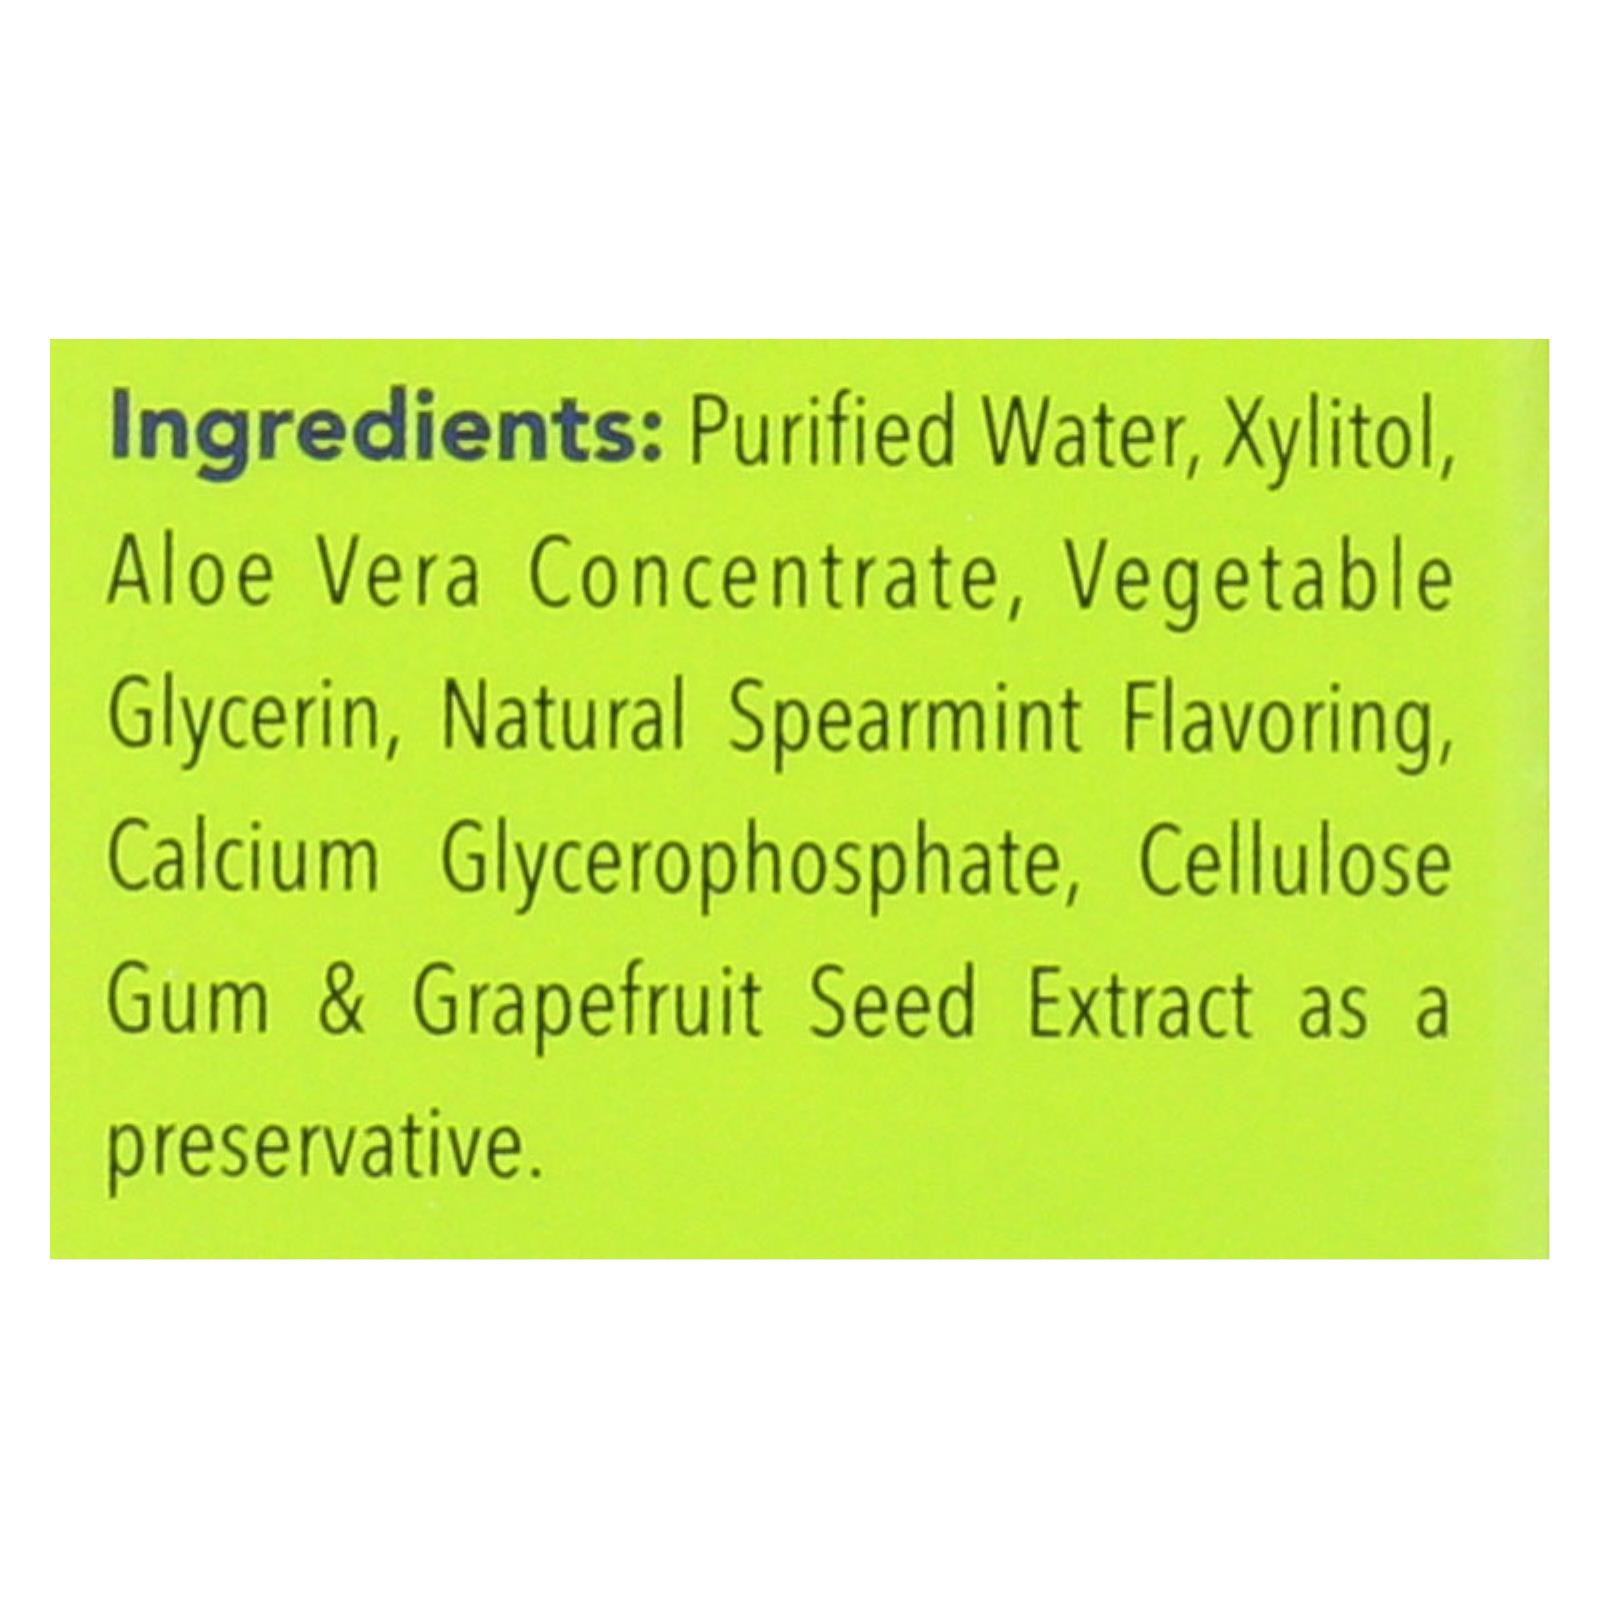 Ingredients: Purified Water, Xylitol,
Aloe Vera Concentrate, Vegetable
Glycerin, Natural Spearmint Flavoring,
Calcium Glycerophosphate, Cellulose
Gum & Grapefruit Seed Extract as a
preservative.